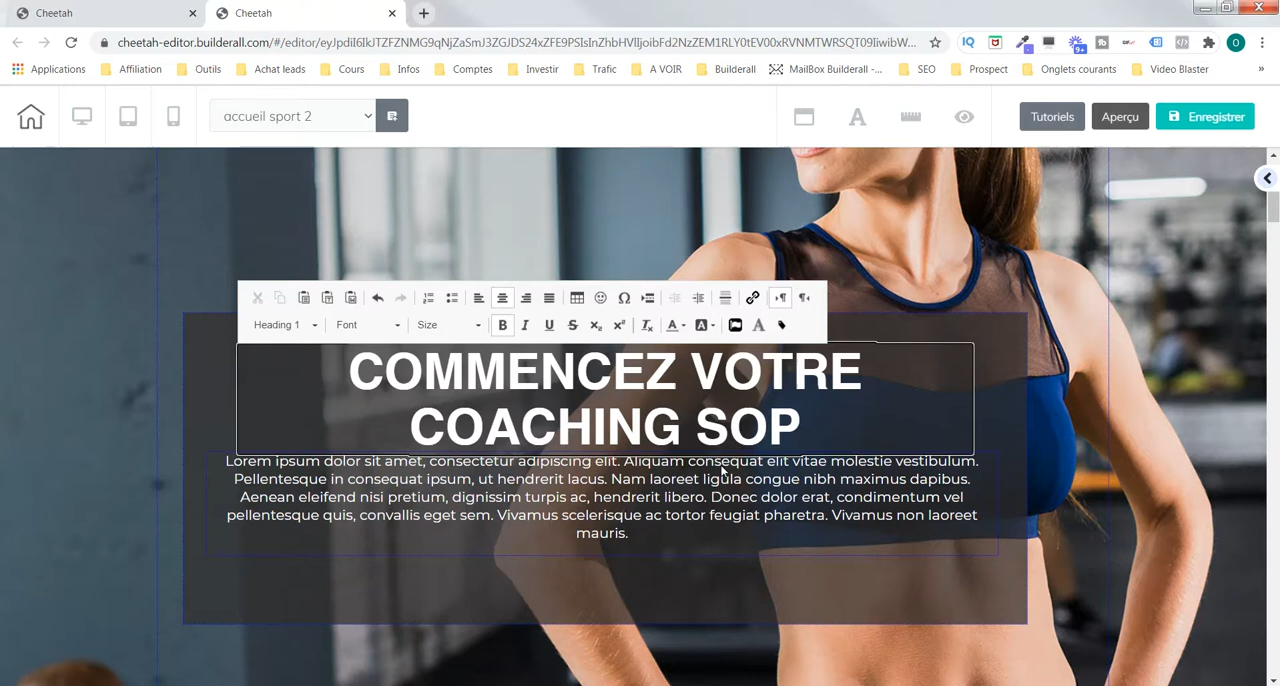 Cheetah
Cheetah
cheetah-editor.builderall.com/#/editor/eyJpdiI6IkJTZFZNMG9qNjZaSmJ3ZGJDS24xZFE9PSIsInZhbHVlIjoibFd2NzZEM1RLY0tEV00xRVNMTWRSQT09IiwibW...
Applications
Affiliation
Outils
Achat leads
Cours
Infos
Comptes
Investir
Trafic
A VOIR
Builderall
MailBox Builderall -...
SEO
Prospect
Onglets courants
Video Blaster
accueil sport 2
Tutoriels
Aperçu
Enregistrer
Heading 1
Font
Size
COMMENCEZ VOTRE
COACHING SOP
Lorem ipsum dolor sit amet, consectetur adipiscing elit. Aliquam consequat elit vitae molestie vestibulum.
Pellentesque in consequat ipsum, ut hendrerit lacus. Nam laoreet ligula congue nibh maximus dapibus.
Aenean eleifend nisi pretium, dignissim turpis ac, hendrerit libero. Donec dolor erat, condimentum vel
pellentesque quis, convallis eget sem. Vivamus scelerisque ac tortor feugiat pharetra. Vivamus non laoreet
mauris.